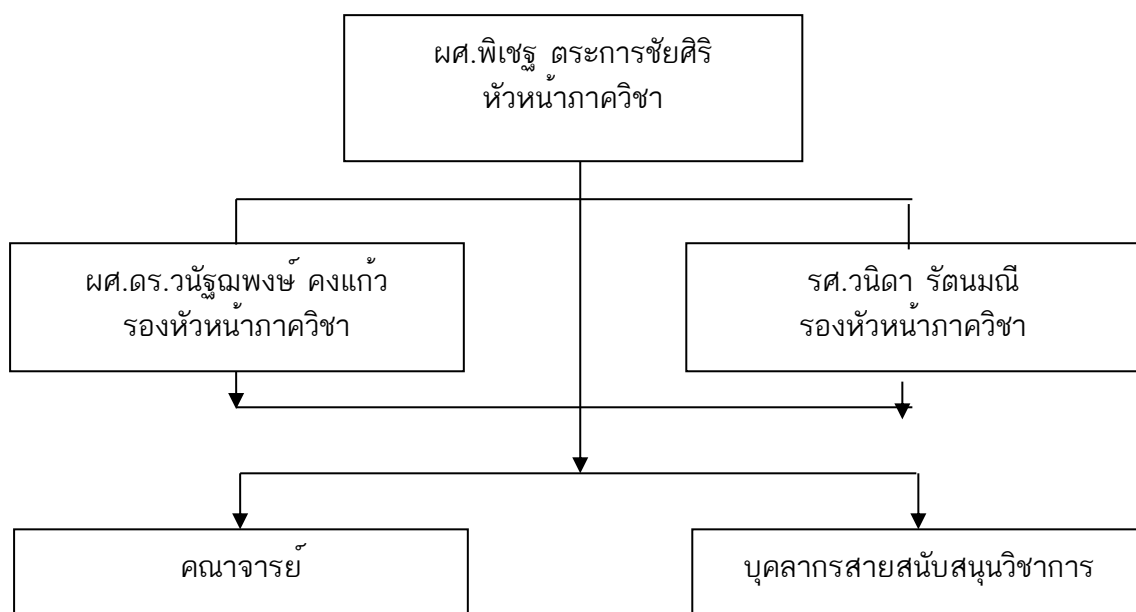 ผศ.พิเชฐ ตระการชัยศิริ
หัวหน้าภาควิชา
ผศ.ดร.วนัฐฌพงษ์ คงแก้ว
รองหัวหน้าภาควิชา
รศ.วนิดา รัตนมณี
รองหัวหน้าภาควิชา
คณาจารย์
บุคลากรสายสนับสนุนวิชาการ